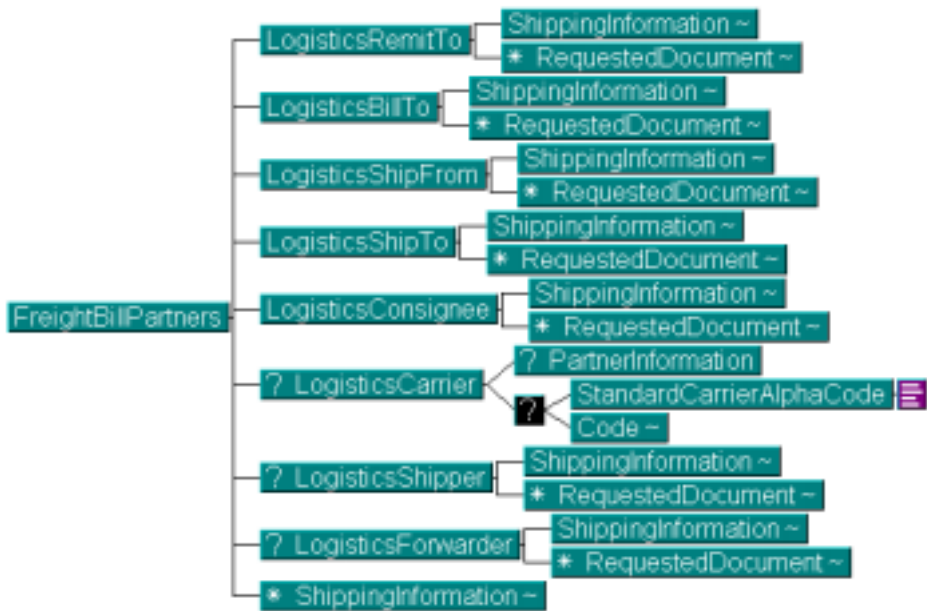 FreightBillPartners
LogisticsRemitTo
ShippingInformation ~
* RequestedDocument ~
LogisticsBillTo
ShippingInformation ~
* RequestedDocument ~
LogisticsShipFrom
ShippingInformation ~
* RequestedDocument ~
LogisticsShipTo
ShippingInformation ~
* RequestedDocument ~
LogisticsConsignee
ShippingInformation ~
* RequestedDocument ~
? LogisticsCarrier
? PartnerInformation
?
StandardCarrierAlphaCode
Code ~
? LogisticsShipper
ShippingInformation ~
* RequestedDocument ~
? LogisticsForwarder
ShippingInformation ~
* RequestedDocument ~
* ShippingInformation ~